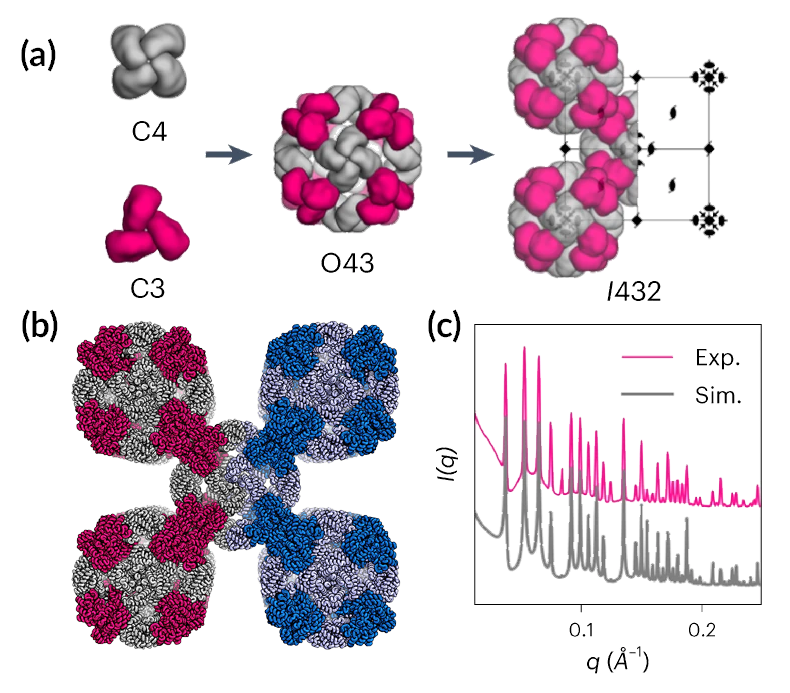 (a)
C4
C3
O43
I432
(b)
(c)
Exp.
Sim.
I(q)
0.1
0.2
q (Å⁻¹)